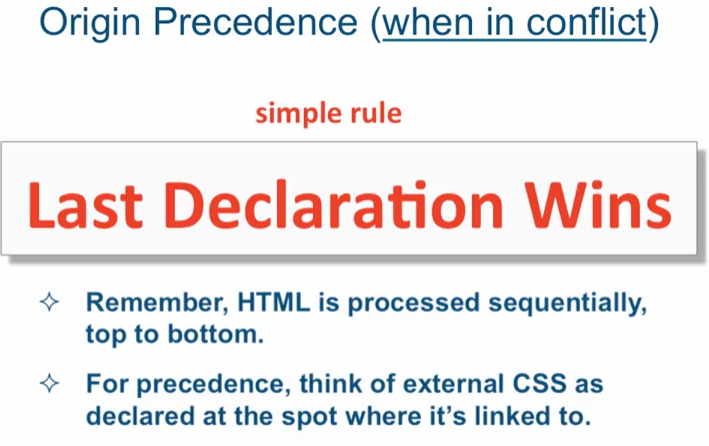 Origin Precedence (when in conflict)
simple rule
Last Declaration Wins
Remember, HTML is processed sequentially,
top to bottom.
For precedence, think of external CSS as
declared at the spot where it’s linked to.